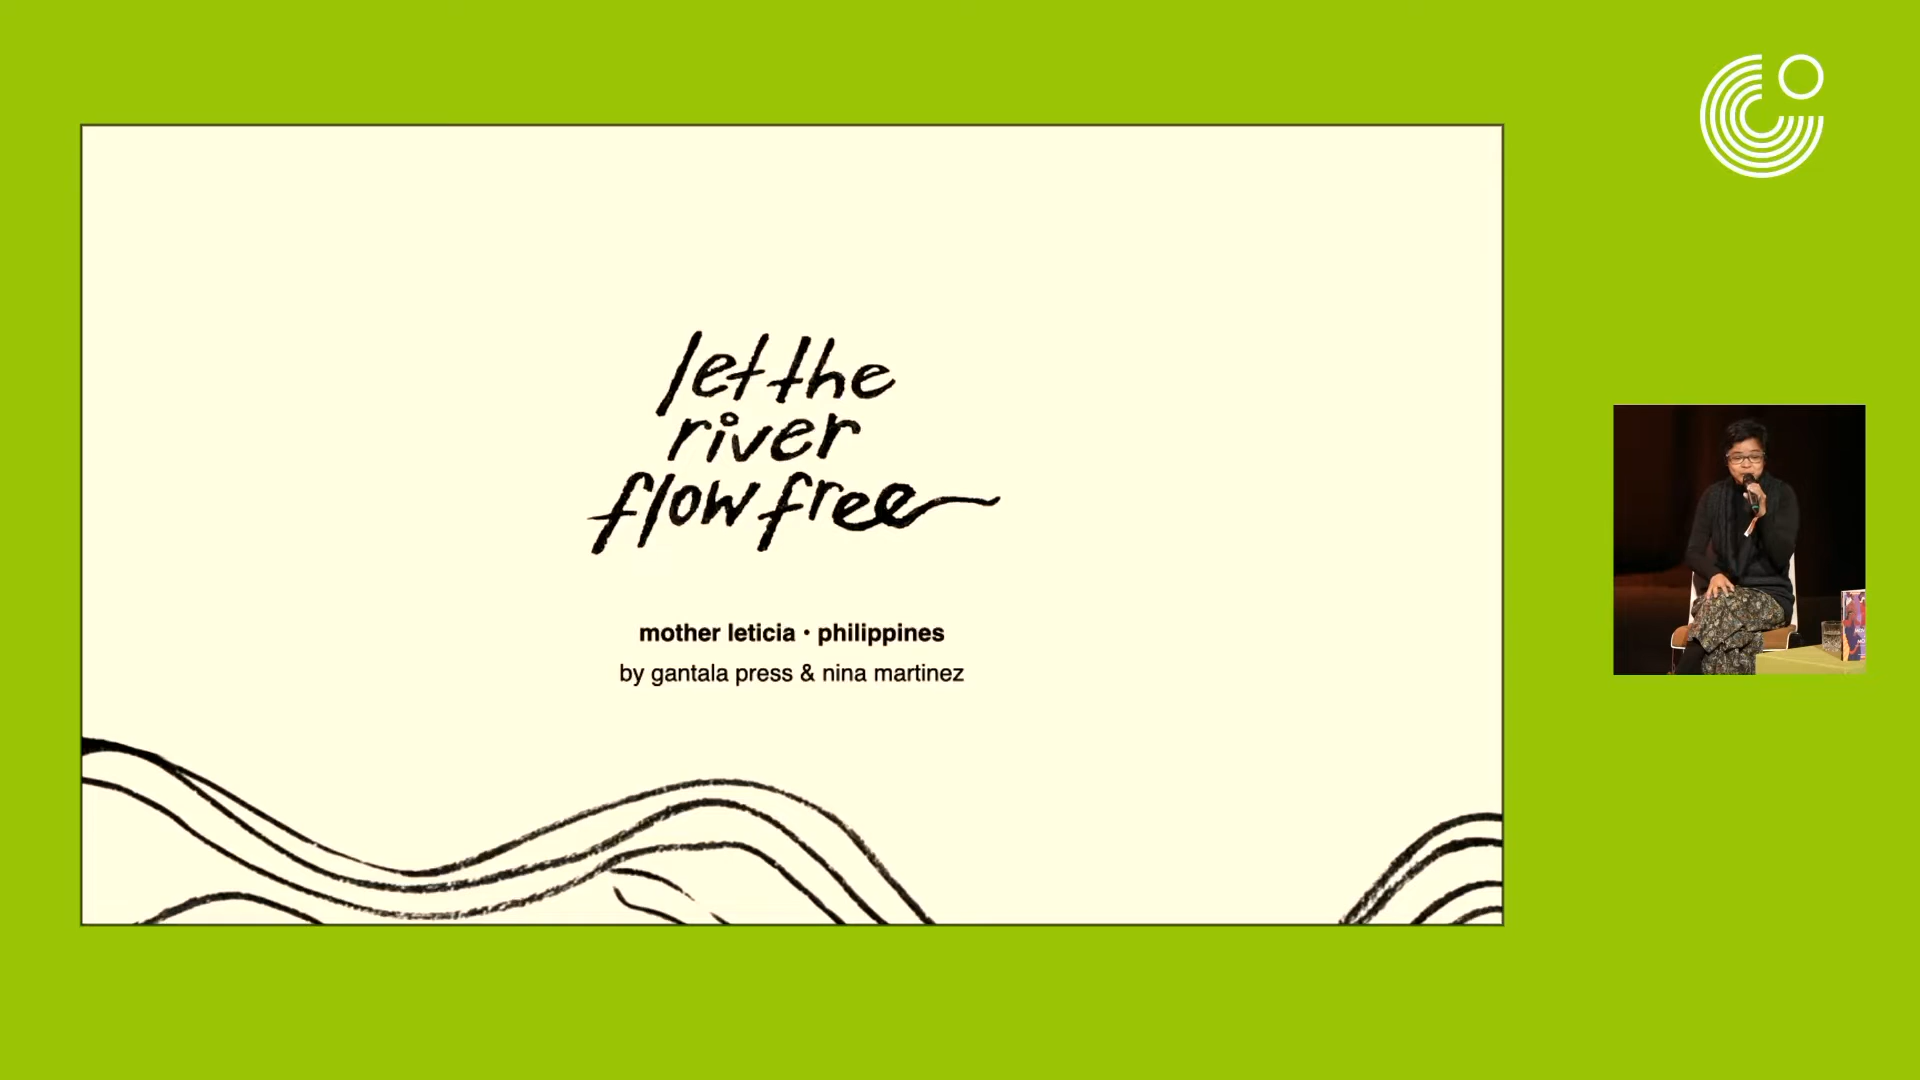 let the
river
flow free
mother leticia • philippines
by gantala press & nina martinez